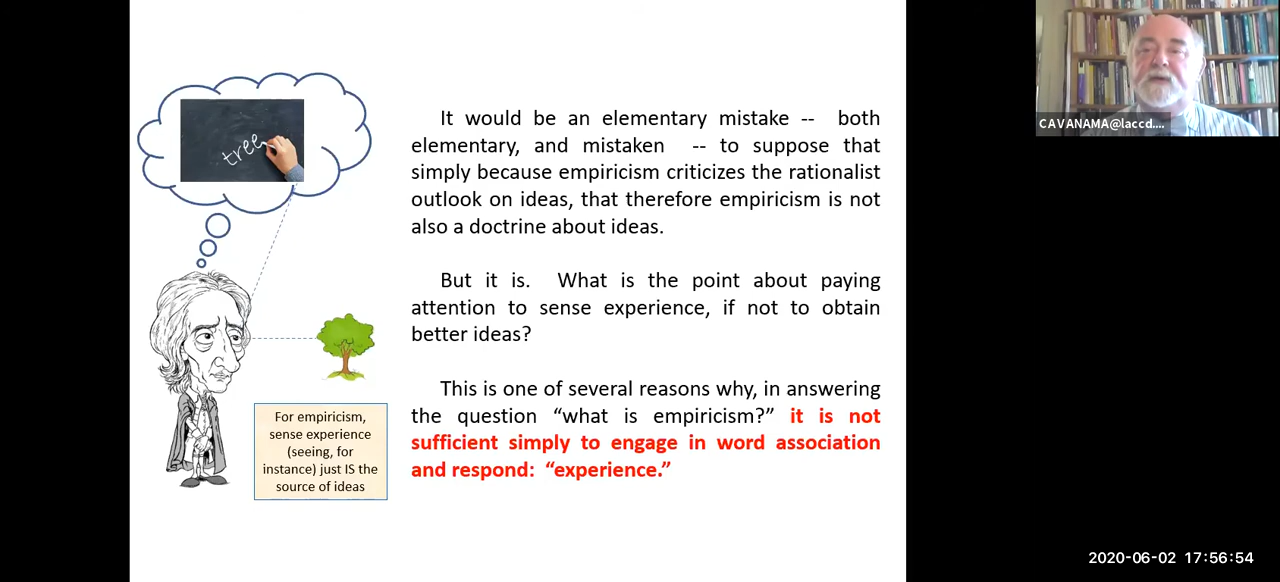 tree
It would be an elementary mistake -- both
elementary, and mistaken -- to suppose that
simply because empiricism criticizes the rationalist
outlook on ideas, that therefore empiricism is not
also a doctrine about ideas.
But it is. What is the point about paying
attention to sense experience, if not to obtain
better ideas?
This is one of several reasons why, in answering
the question “what is empiricism?” it is not
sufficient simply to engage in word association
and respond: “experience.”
For empiricism,
sense experience
(seeing, for
instance) just IS the
source of ideas
CAVANAMA@laccd....
2020-06-02 17:56:54